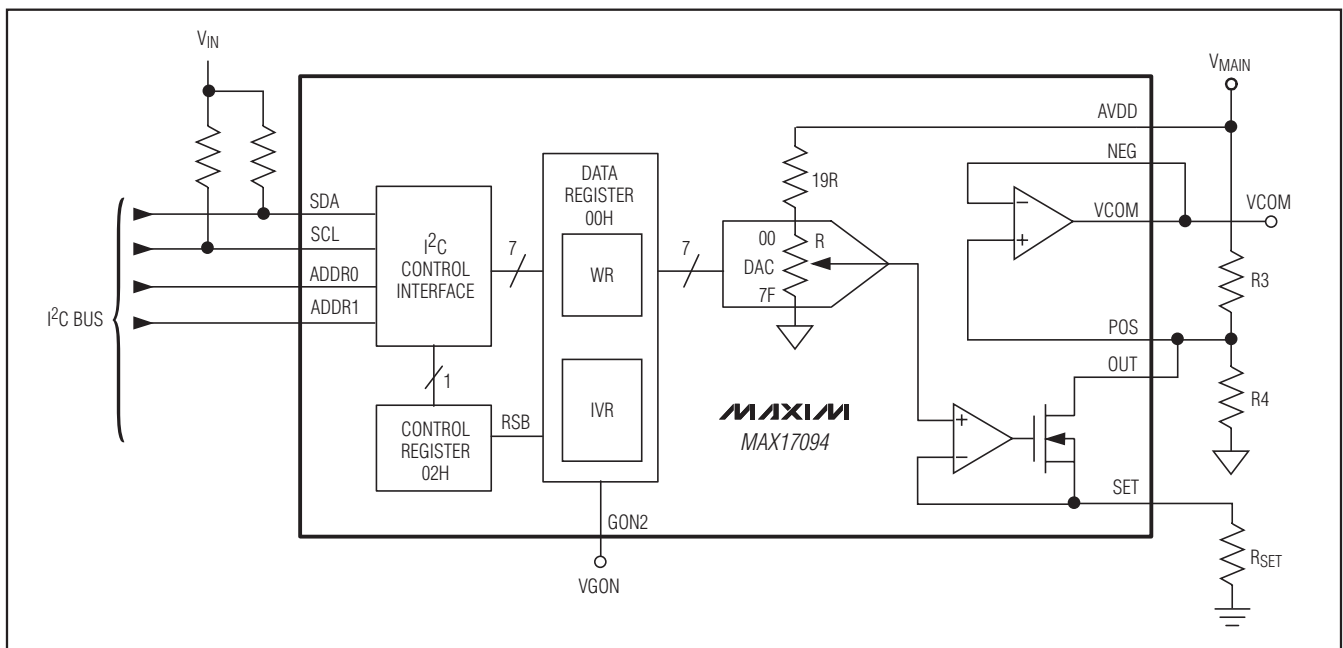 VIN
VMAIN
AVDD
NEG
19R
DATA
REGISTER
00H
SDA
VCOM
VCOM
SCL
I2C
CONTROL
INTERFACE
7
WR
7
00
DAC
7F
R
R3
ADDR0
ADDR1
I2C BUS
POS
OUT
1
IVR
MAXIM
MAX17094
R4
CONTROL
REGISTER
02H
RSB
SET
GON2
RSET
VGON